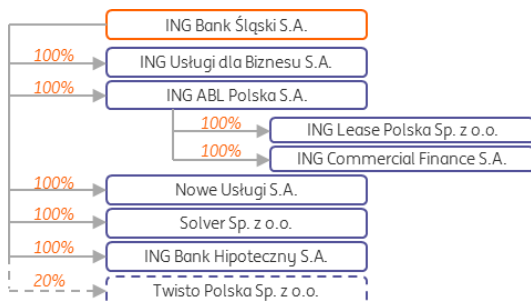 ING Bank Śląski S.A.
100% ING Usługi dla Biznesu S.A.
100% ING ABL Polska S.A.
100% ING Lease Polska Sp. z o.o.
100% ING Commercial Finance S.A.
100% Nowe Usługi S.A.
100% Solver Sp. z o.o.
100% ING Bank Hipoteczny S.A.
20% Twisto Polska Sp. z o.o.